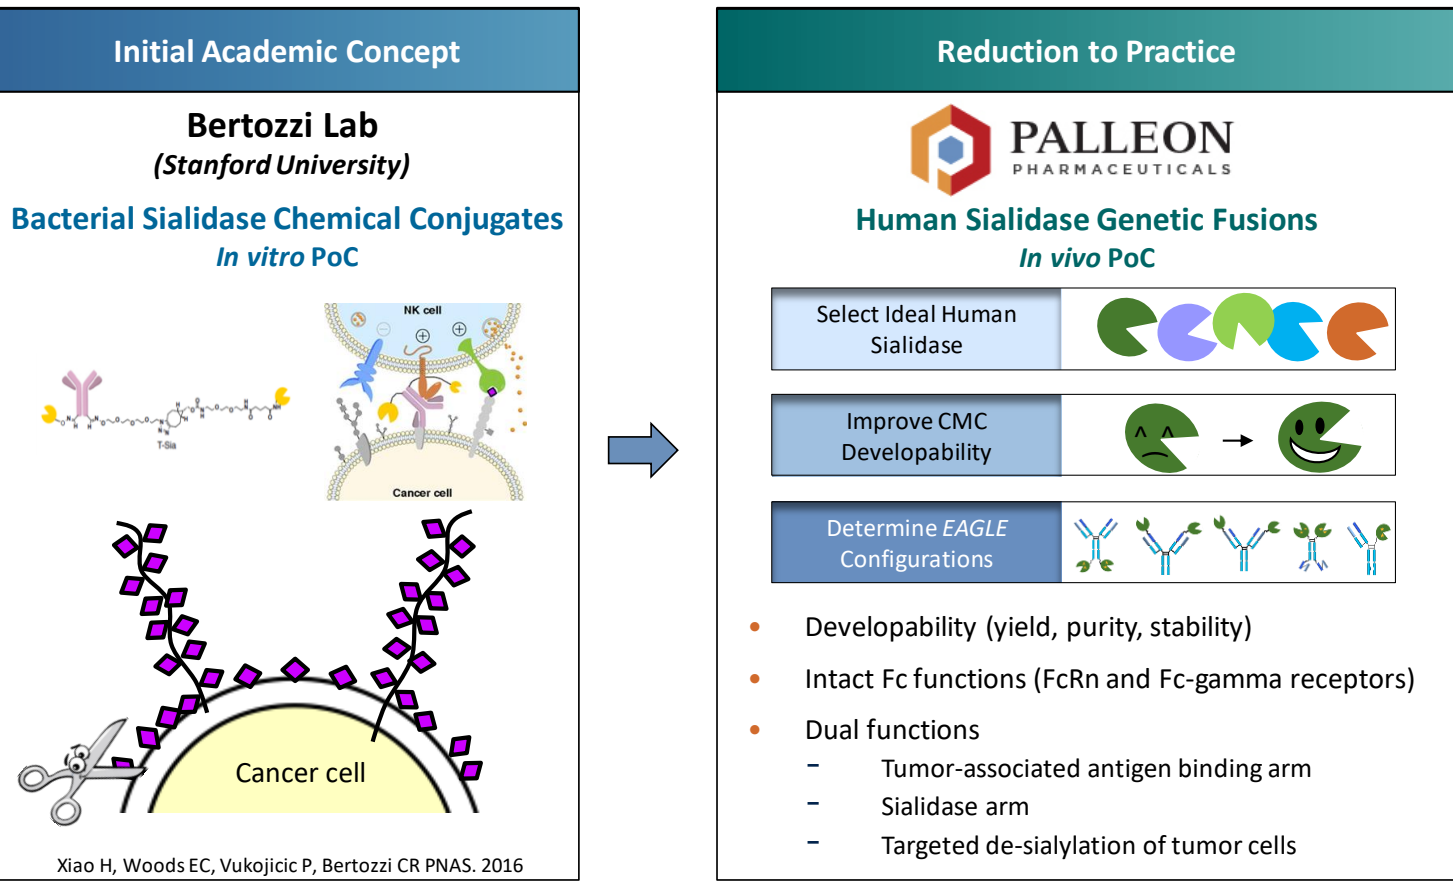 Initial Academic Concept
Bertozzi Lab
(Stanford University)
Bacterial Sialidase Chemical Conjugates
In vitro PoC
NK cell
T-Sia
Cancer cell
Cancer cell
Xiao H, Woods EC, Vukojicic P, Bertozzi CR PNAS. 2016
Reduction to Practice
PALLEON
PHARMACEUTICALS
Human Sialidase Genetic Fusions
In vivo PoC
Select Ideal Human
Sialidase
Improve CMC
Developability
Determine EAGLE
Configurations
• Developability (yield, purity, stability)
• Intact Fc functions (FcRn and Fc-gamma receptors)
• Dual functions
– Tumor-associated antigen binding arm
– Sialidase arm
– Targeted de-sialylation of tumor cells